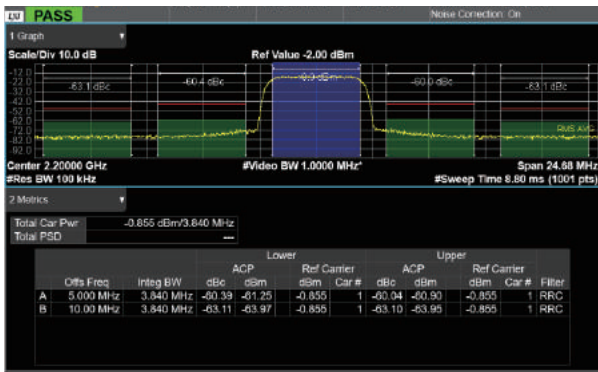 LXI PASS Noise Correction: On
1 Graph
Scale/Div 10.0 dB Ref Value -2.00 dBm
-12.0
-22.0
-32.0
-42.0
-52.0
-62.0
-72.0
-82.0
-92.0
-63.1 dBc -60.4 dBc -0.9 dBm -60.0 dBc -63.1 dBc
RMS AVG
Center 2.20000 GHz #Video BW 1.0000 MHz* Span 24.68 MHz
#Res BW 100 kHz #Sweep Time 8.80 ms (1001 pts)
2 Metrics
Total Car Pwr -0.855 dBm/3.840 MHz
Total PSD ---
Lower Upper
ACP Ref Carrier ACP Ref Carrier
Offs Freq Integ BW dBc dBm dBm Car # dBc dBm dBm Car # Filter
A 5.000 MHz 3.840 MHz -60.39 -61.25 -0.855 1 -60.04 -60.90 -0.855 1 RRC
B 10.00 MHz 3.840 MHz -63.11 -63.97 -0.855 1 -63.10 -63.95 -0.855 1 RRC